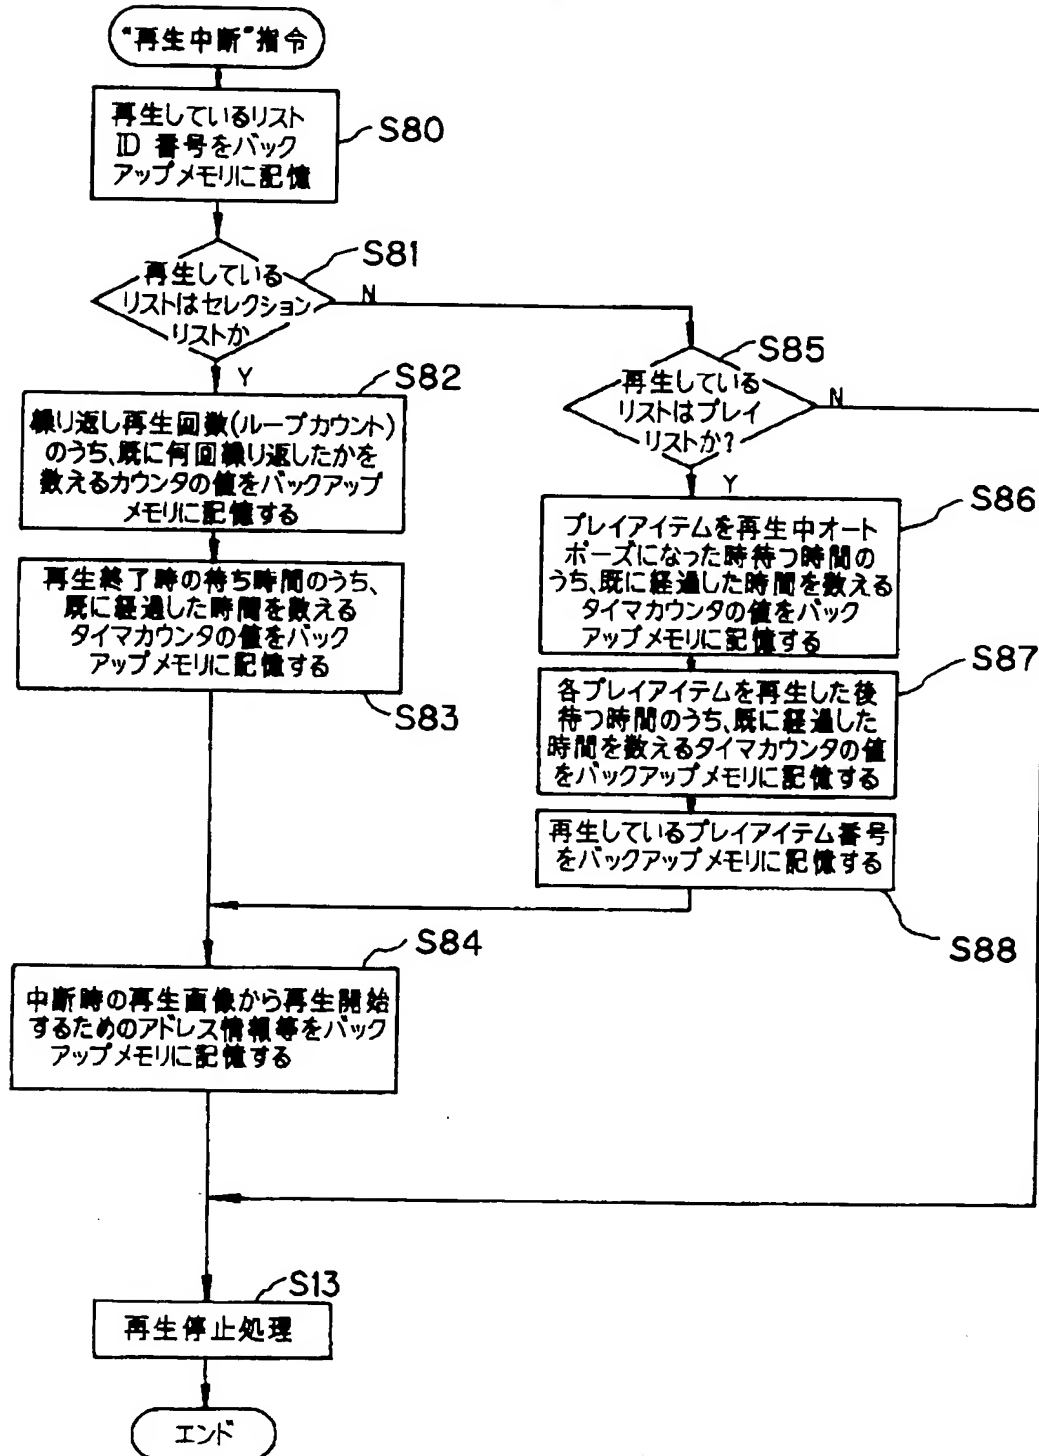 "再生中断"指令
再生しているリスト
ID 番号をバック
アップメモリに記憶
S80
再生している
リストはセレクション
リストか
S81
N
Y
繰り返し再生回数(ループカウント)
のうち、既に何回繰り返したかを
数えるカウンタの値をバックアップ
メモリに記憶する
S82
再生終了時の待ち時間のうち、
既に経過した時間を数える
タイマカウンタの値をバック
アップメモリに記憶する
S83
再生している
リストはプレイ
リストか?
S85
N
Y
プレイアイテムを再生中オート
ポーズになった時待つ時間の
うち、既に経過した時間を数える
タイマカウンタの値をバック
アップメモリに記憶する
S86
各プレイアイテムを再生した後
待つ時間のうち、既に経過した
時間を数えるタイマカウンタの値
をバックアップメモリに記憶する
S87
再生しているプレイアイテム番号
をバックアップメモリに記憶する
S88
中断時の再生画像から再生開始
するためのアドレス情報等をバック
アップメモリに記憶する
S84
再生停止処理
S13
エンド